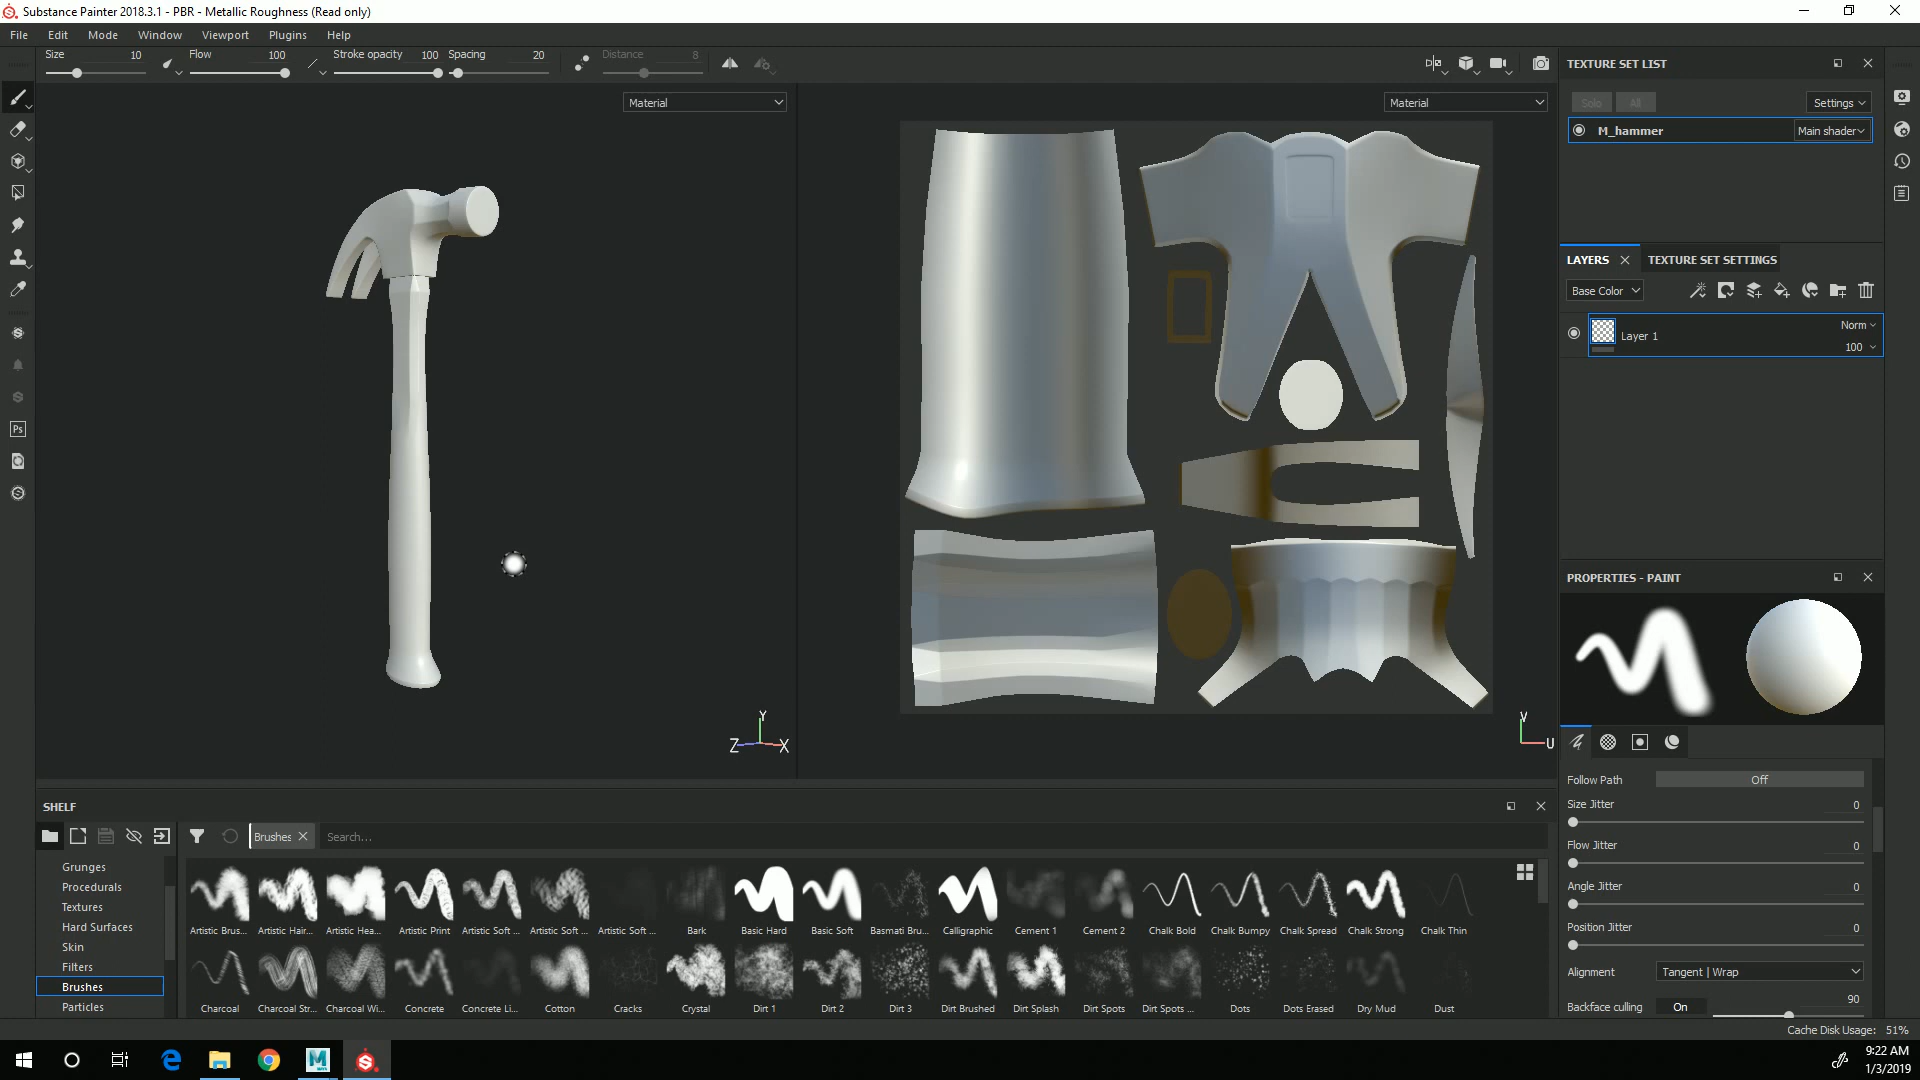 Substance Painter 2018.3.1 - PBR - Metallic Roughness (Read only)
File Edit Mode Window Viewport Plugins Help
Size 10 Flow 100 Stroke opacity 100 Spacing 20 Distance 8
Material
Material
TEXTURE SET LIST
Solo All Settings
M_hammer Main shader
LAYERS TEXTURE SET SETTINGS
Base Color
Layer 1 Norm
100
PROPERTIES - PAINT
Ps
Y
Z X
V
U
Follow Path Off
Size Jitter 0
Flow Jitter 0
Angle Jitter 0
Position Jitter 0
Alignment Tangent | Wrap
Backface culling On 90
SHELF
Brushes Search...
Grunges
Procedurals
Textures
Hard Surfaces
Skin
Filters
Brushes
Particles
Artistic Brus... Artistic Hair... Artistic Hea... Artistic Print Artistic Soft ... Artistic Soft ... Artistic Soft ... Bark Basic Hard Basic Soft Basmati Bru... Calligraphic Cement 1 Cement 2 Chalk Bold Chalk Bumpy Chalk Spread Chalk Strong Chalk Thin
Charcoal Charcoal Str... Charcoal Wi... Concrete Concrete Li... Cotton Cracks Crystal Dirt 1 Dirt 2 Dirt 3 Dirt Brushed Dirt Splash Dirt Spots Dirt Spots ... Dots Dots Erased Dry Mud Dust
Cache Disk Usage: 51%
9:22 AM
1/3/2019